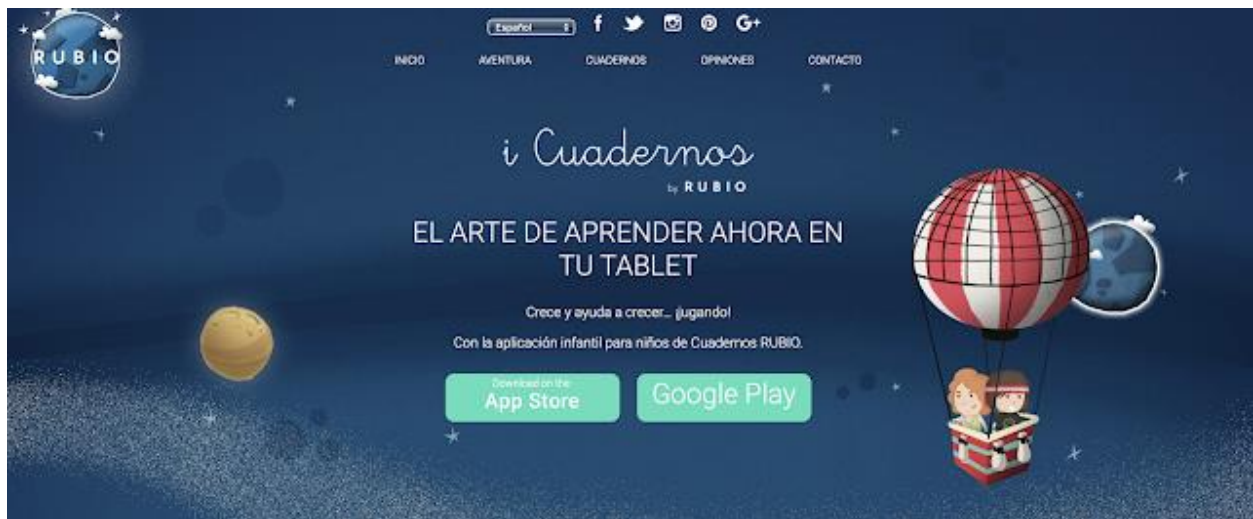 RUBIO
Español
f G+
INICIO AVENTURA CUADERNOS OPINIONES CONTACTO
i Cuadernos
by RUBIO
EL ARTE DE APRENDER AHORA EN
TU TABLET
Crece y ayuda a crecer... ¡jugando!
Con la aplicación infantil para niños de Cuadernos RUBIO.
Download on the
App Store
Google Play